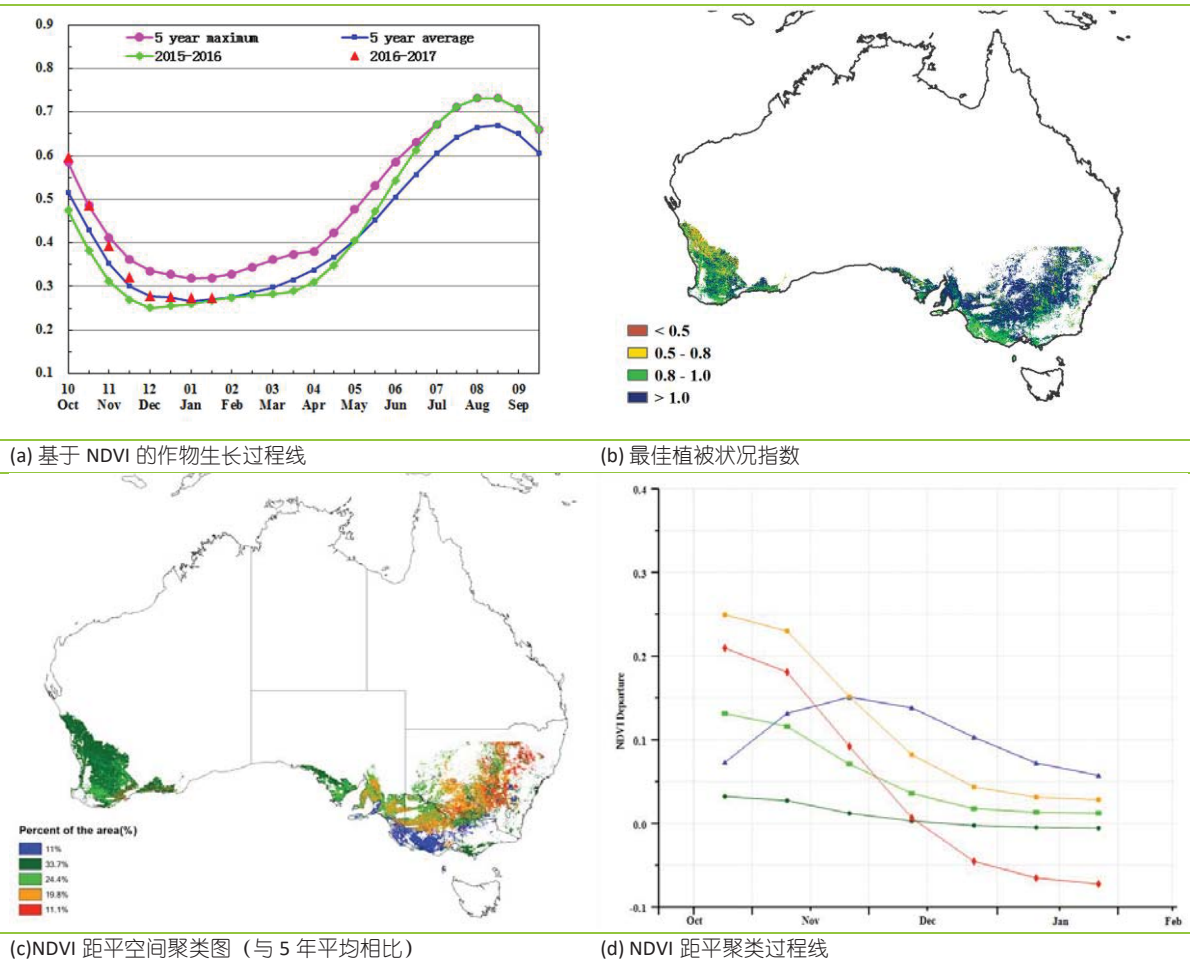 0.9
0.8
0.7
0.6
0.5
0.4
0.3
0.2
0.1
5 year maximum
5 year average
2015-2016
2016-2017
10 11 12 01 02 03 04 05 06 07 08 09
Oct Nov Dec Jan Feb Mar Apr May Jun Jul Aug Sep
< 0.5
0.5 - 0.8
0.8 - 1.0
> 1.0
(a) 基于 NDVI 的作物生长过程线
(b) 最佳植被状况指数
Percent of the area(%)
11%
33.7%
24.4%
19.8%
11.1%
0.4
0.3
0.2
0.1
0.0
-0.1
NDVI Departure
Oct Nov Dec Jan Feb
(c)NDVI 距平空间聚类图（与 5 年平均相比）
(d) NDVI 距平聚类过程线